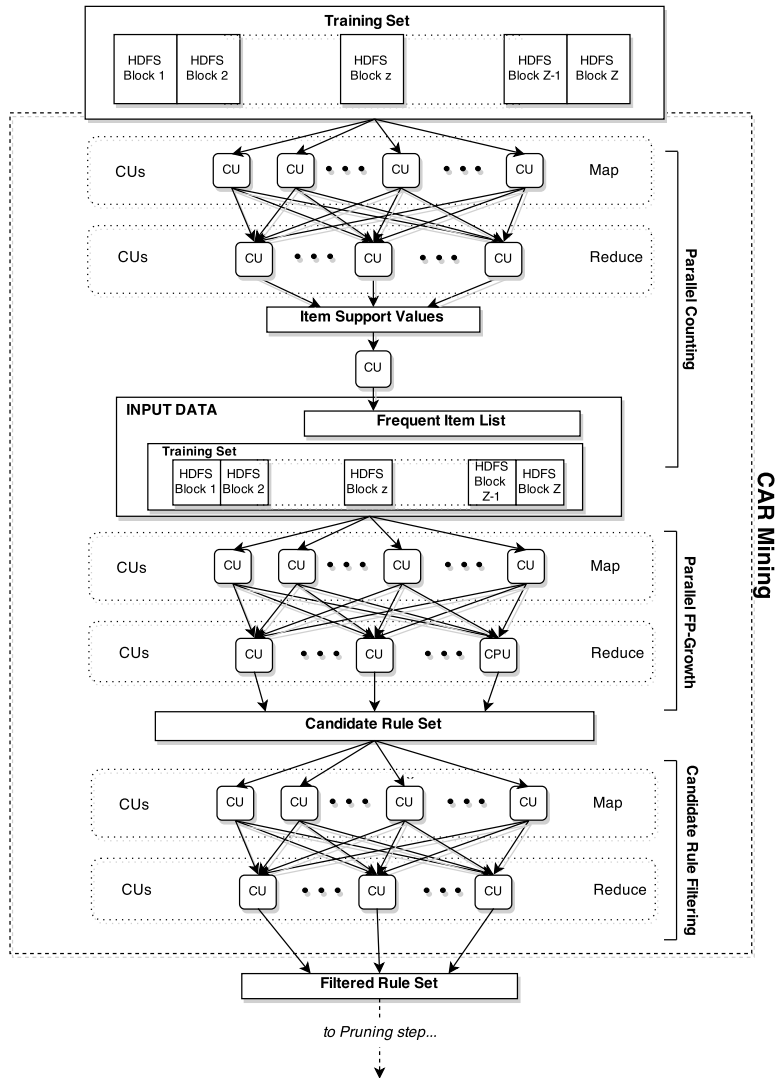 Training Set
HDFS
Block 1
HDFS
Block 2
HDFS
Block z
HDFS
Block Z-1
HDFS
Block Z
CUs
CU
CU
CU
CU
Map
CUs
CU
CU
CU
Reduce
Item Support Values
CU
Parallel Counting
INPUT DATA
Frequent Item List
Training Set
HDFS
Block 1
HDFS
Block 2
HDFS
Block z
HDFS
Block
Z-1
HDFS
Block Z
CAR Mining
CUs
CU
CU
CU
CU
Map
CUs
CU
CU
CPU
Reduce
Parallel FP-Growth
Candidate Rule Set
CUs
CU
CU
CU
CU
Map
CUs
CU
CU
CU
Reduce
Candidate Rule Filtering
Filtered Rule Set
to Pruning step...